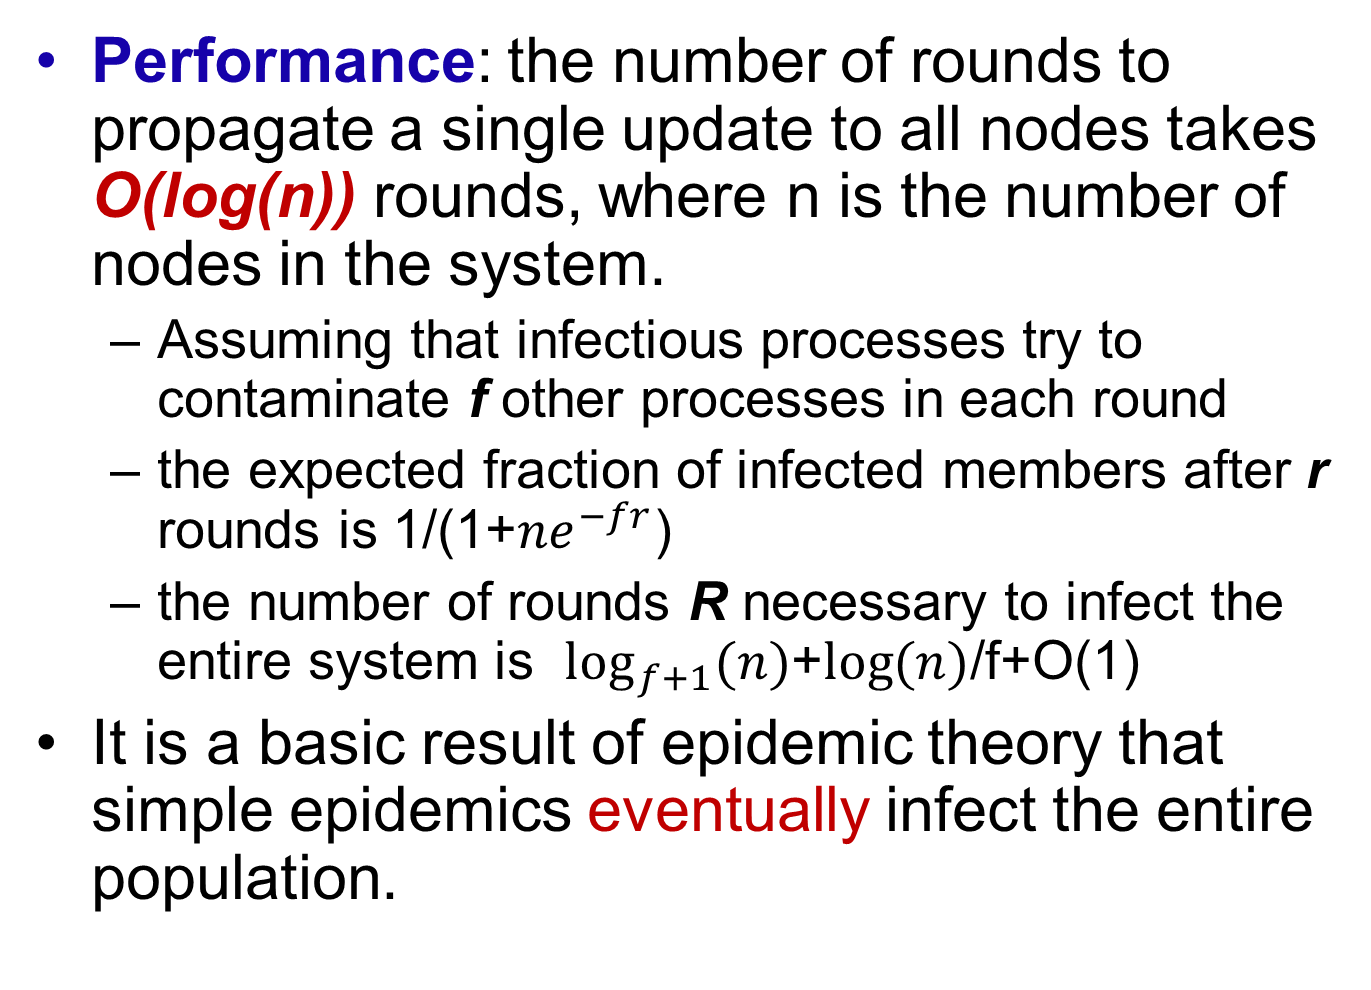 • Performance: the number of rounds to
propagate a single update to all nodes takes
O(log(n)) rounds, where n is the number of
nodes in the system.
– Assuming that infectious processes try to
contaminate f other processes in each round
– the expected fraction of infected members after r
rounds is 1/(1+𝑛𝑒^{−𝑓𝑟})
– the number of rounds R necessary to infect the
entire system is log_{𝑓+1}(𝑛)+log(𝑛)/f+O(1)
• It is a basic result of epidemic theory that
simple epidemics eventually infect the entire
population.